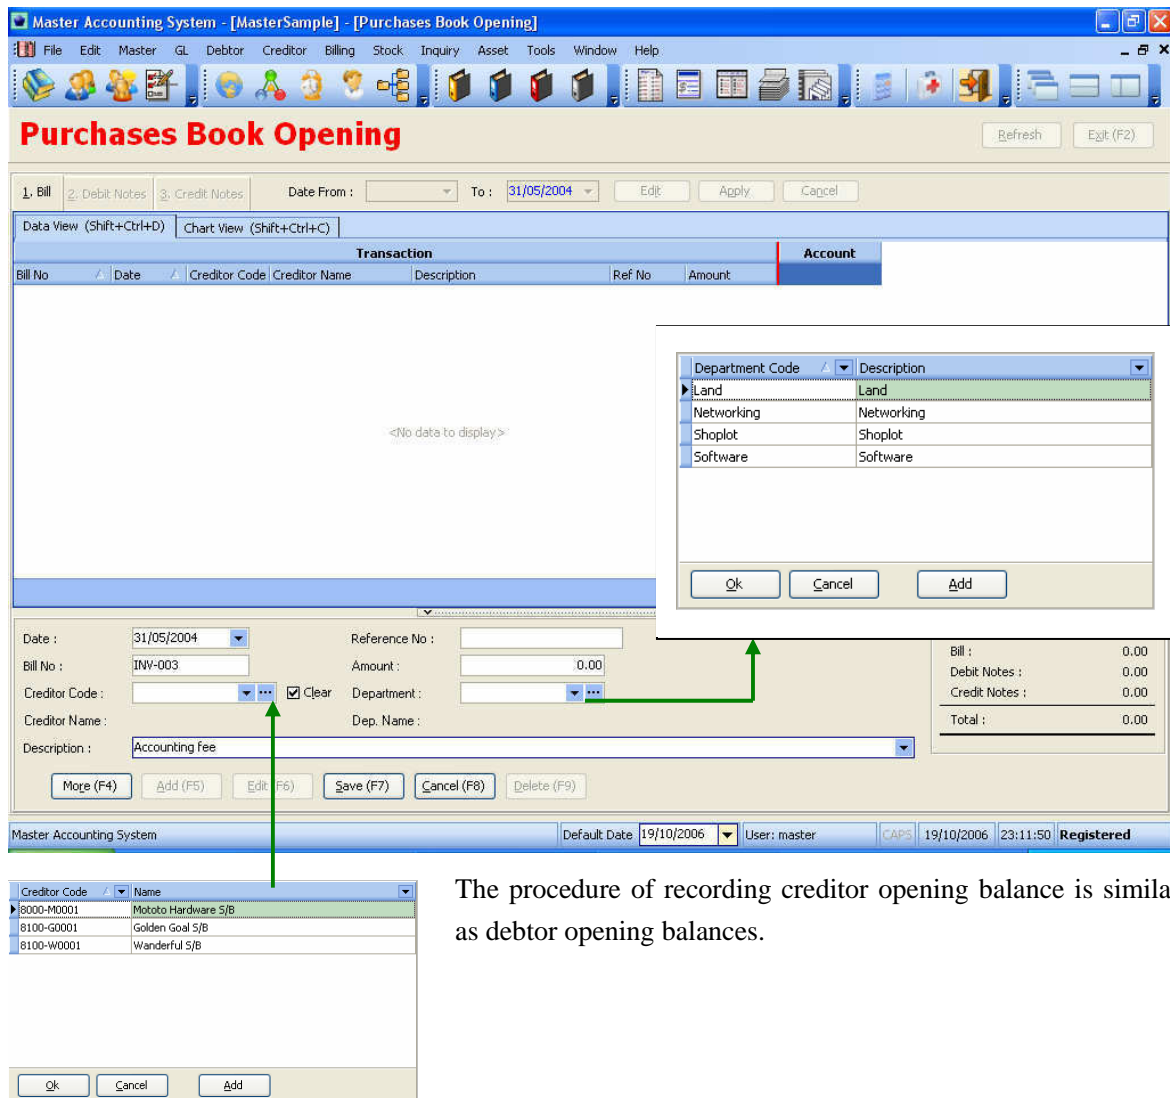 Master Accounting System - [MasterSample] - [Purchases Book Opening]
File Edit Master GL Debtor Creditor Billing Stock Inquiry Asset Tools Window Help
Purchases Book Opening
Refresh Exit (F2)
1. Bill 2. Debit Notes 3. Credit Notes Date From : To : 31/05/2004 Edit Apply Cancel
Data View (Shift+Ctrl+D) Chart View (Shift+Ctrl+C)
Transaction Account
Bill No Date Creditor Code Creditor Name Description Ref No Amount
<No data to display>
Department Code Description
Land Land
Networking Networking
Shoplot Shoplot
Software Software
Ok Cancel Add
Date : 31/05/2004 Reference No :
Bill No : INV-003 Amount : 0.00
Creditor Code : Clear Department :
Creditor Name : Dep. Name :
Description : Accounting fee
Bill : 0.00
Debit Notes : 0.00
Credit Notes : 0.00
Total : 0.00
More (F4) Add (F5) Edit (F6) Save (F7) Cancel (F8) Delete (F9)
Master Accounting System Default Date 19/10/2006 User: master CAPS 19/10/2006 23:11:50 Registered
Creditor Code Name
8000-M0001 Mototo Hardware S/B
8100-G0001 Golden Goal S/B
8100-W0001 Wanderful S/B
Ok Cancel Add
The procedure of recording creditor opening balance is simila
as debtor opening balances.